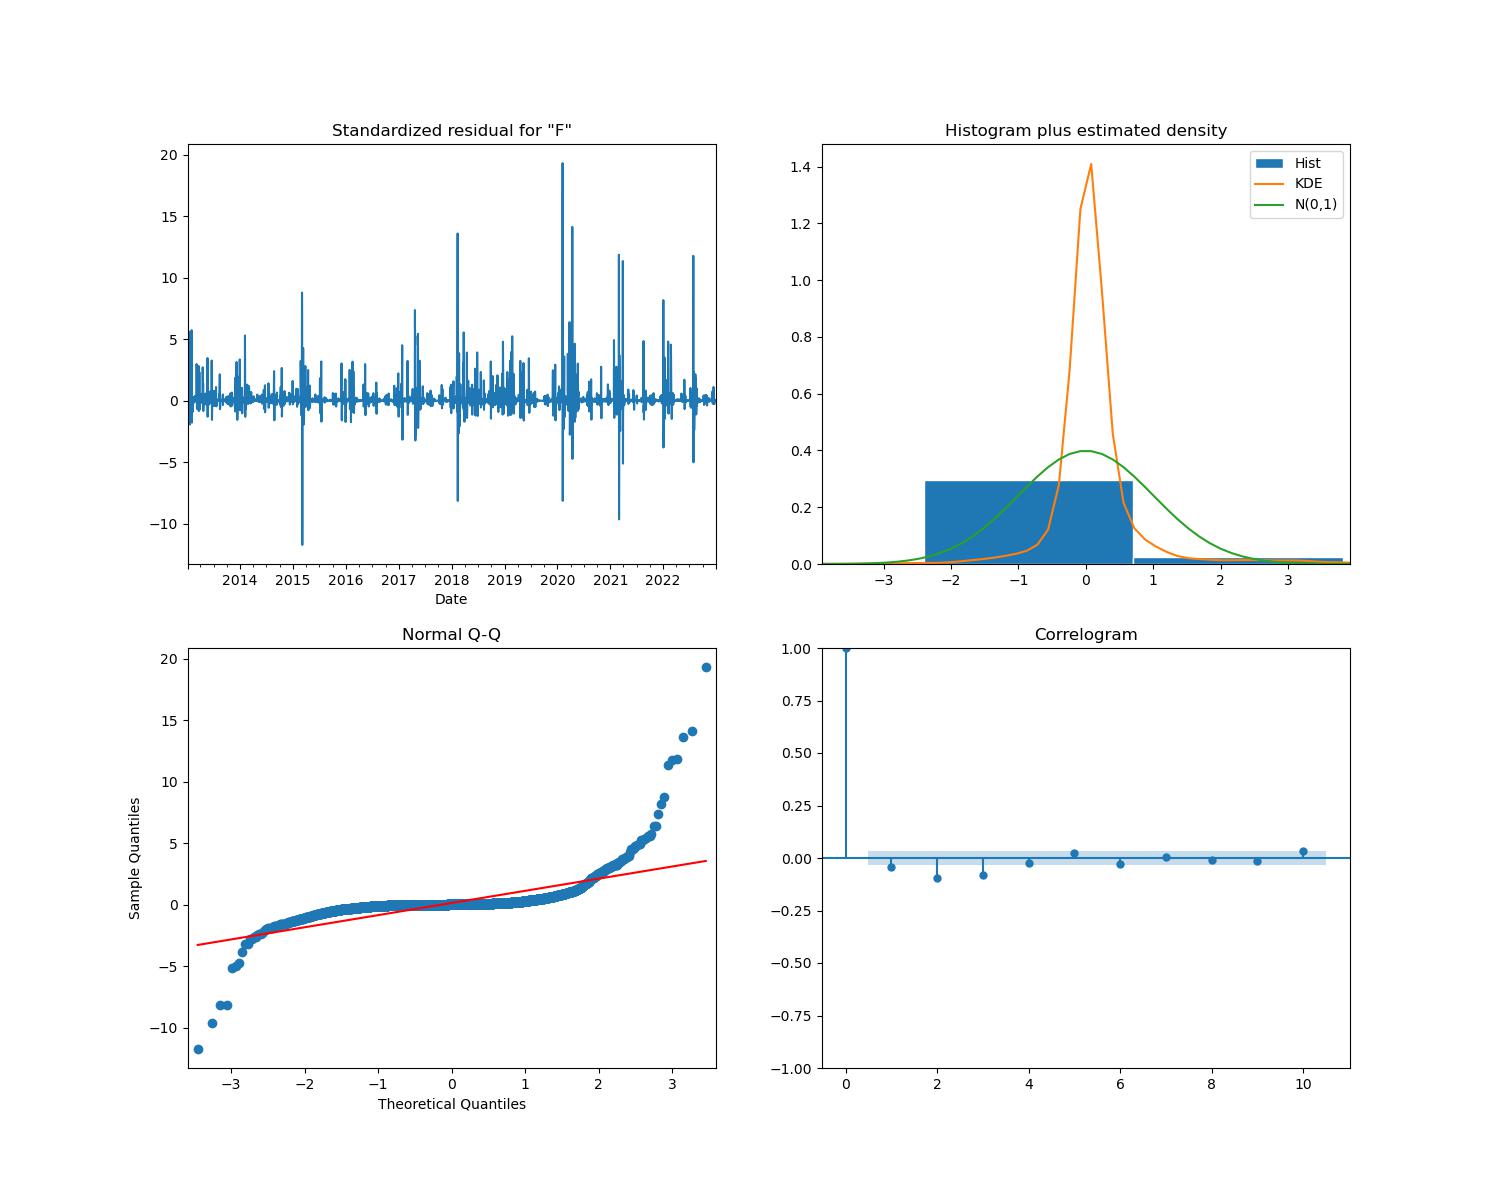 Standardized residual for "F"
20
15
10
5
0
−5
−10
2014 2015 2016 2017 2018 2019 2020 2021 2022
Date
Histogram plus estimated density
1.4
1.2
1.0
0.8
0.6
0.4
0.2
0.0
−3 −2 −1 0 1 2 3
Hist
KDE
N(0,1)
Normal Q-Q
Sample Quantiles
20
15
10
5
0
−5
−10
−3 −2 −1 0 1 2 3
Theoretical Quantiles
Correlogram
1.00
0.75
0.50
0.25
0.00
−0.25
−0.50
−0.75
−1.00
0 2 4 6 8 10